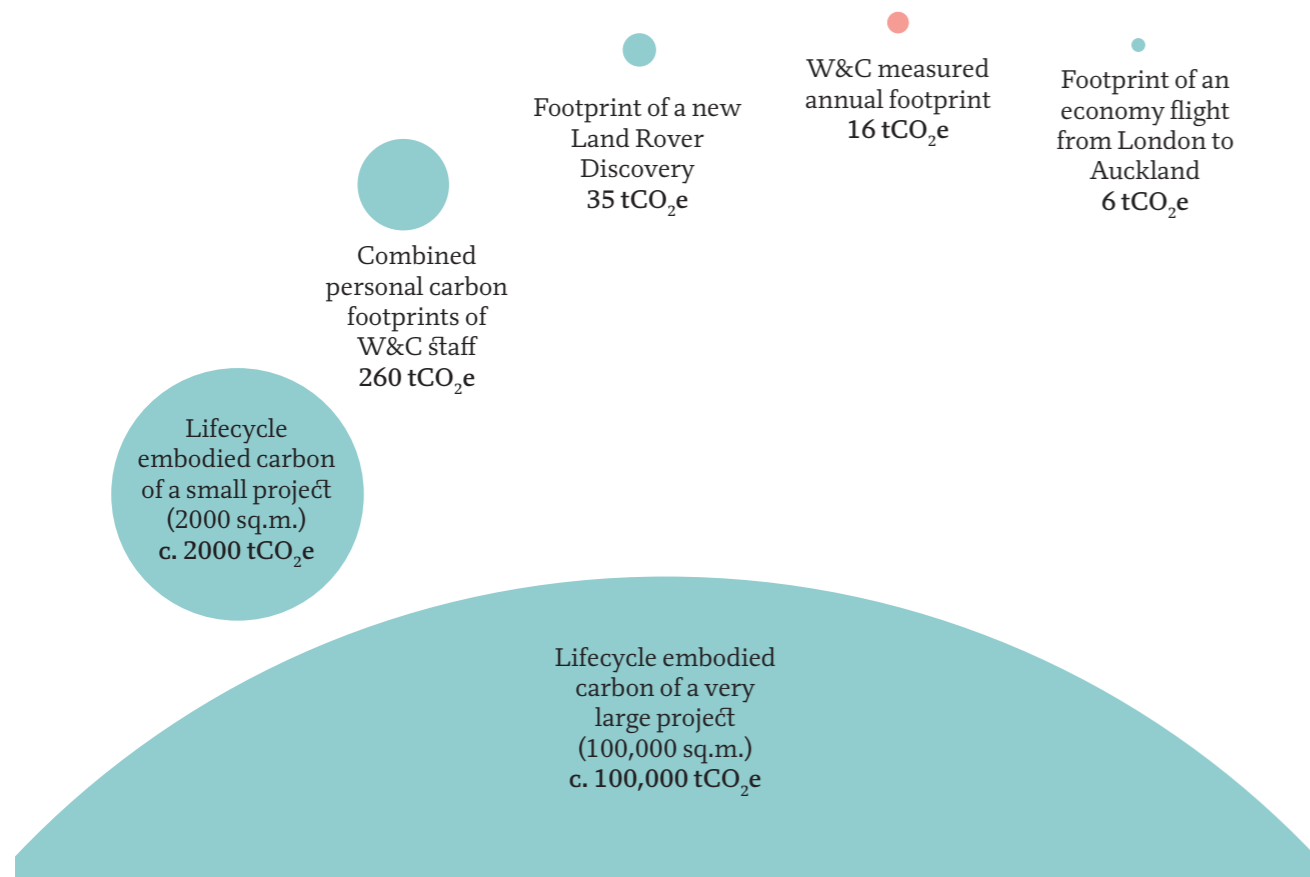 Footprint of a new
Land Rover
Discovery
35 tCO₂e
W&C measured
annual footprint
16 tCO₂e
Footprint of an
economy flight
from London to
Auckland
6 tCO₂e
Combined
personal carbon
footprints of
W&C staff
260 tCO₂e
Lifecycle
embodied carbon
of a small project
(2000 sq.m.)
c. 2000 tCO₂e
Lifecycle embodied
carbon of a very
large project
(100,000 sq.m.)
c. 100,000 tCO₂e